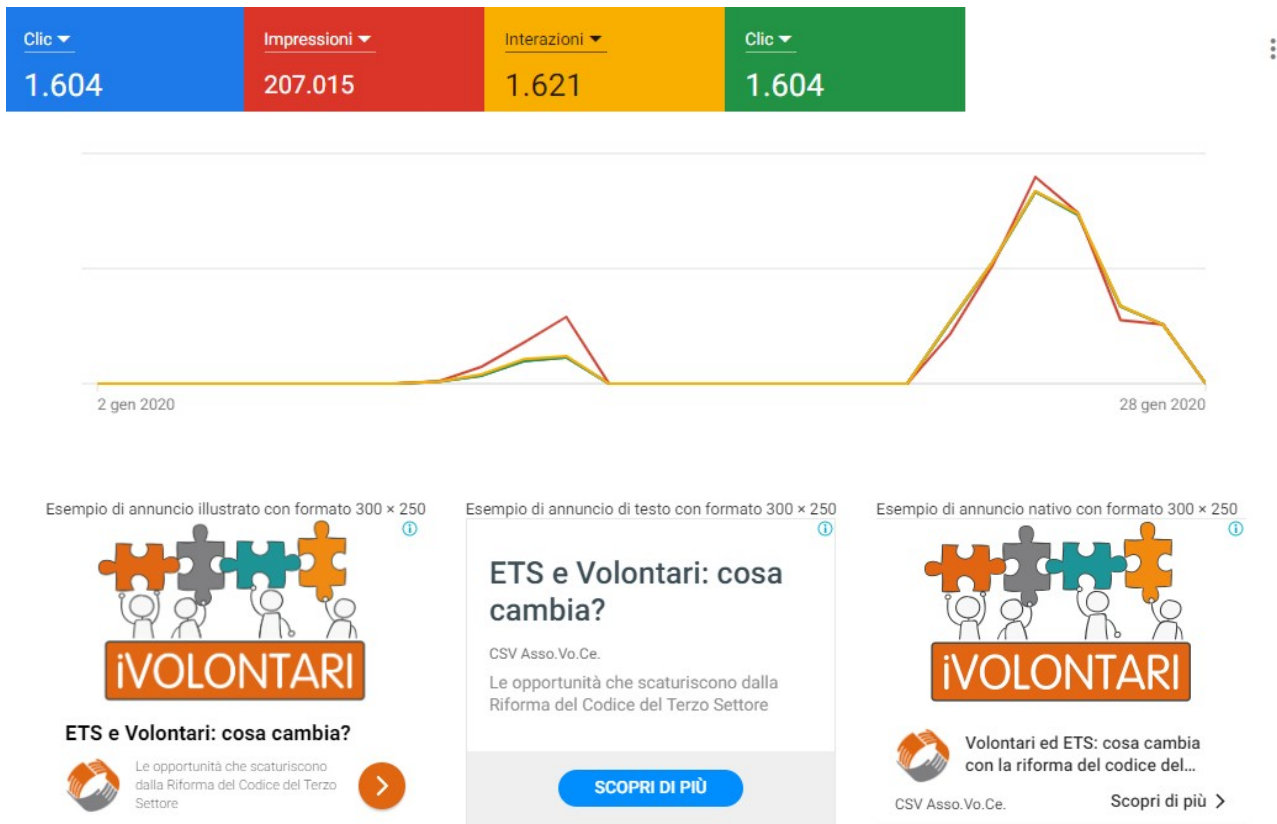 Clic
Impressioni
Interazioni
Clic
1.604
207.015
1.621
1.604
2 gen 2020
28 gen 2020
Esempio di annuncio illustrato con formato 300 × 250
iVOLONTARI
ETS e Volontari: cosa cambia?
Le opportunità che scaturiscono
dalla Riforma del Codice del Terzo
Settore
Esempio di annuncio di testo con formato 300 × 250
ETS e Volontari: cosa
cambia?
CSV Asso.Vo.Ce.
Le opportunità che scaturiscono dalla
Riforma del Codice del Terzo Settore
SCOPRI DI PIÙ
Esempio di annuncio nativo con formato 300 × 250
iVOLONTARI
Volontari ed ETS: cosa cambia
con la riforma del codice del...
CSV Asso.Vo.Ce.
Scopri di più